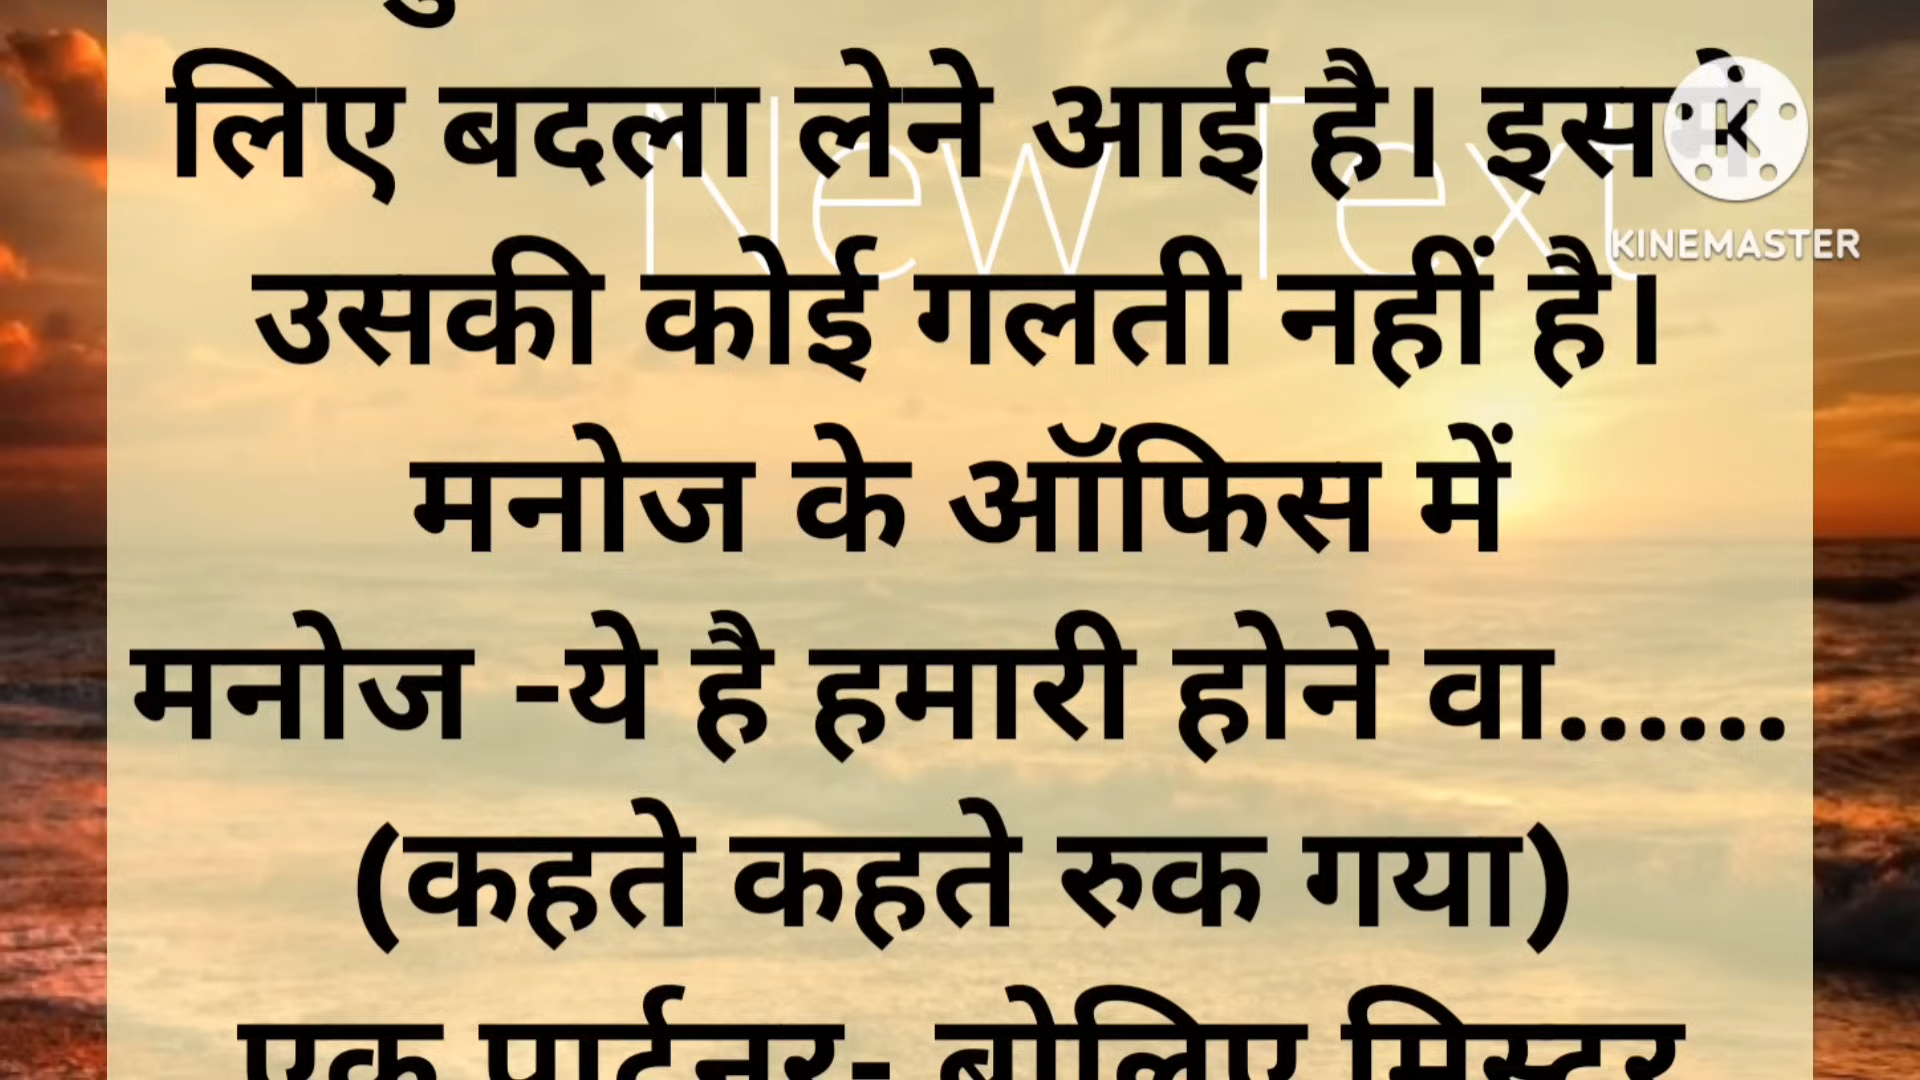 लिए बदला लेने आई है। इसमें
New Text
KINEMASTER
उसकी कोई गलती नहीं है।
मनोज के ऑफिस में
मनोज -ये है हमारी होने वा......
(कहते कहते रुक गया)
एक पार्टनर- बोलिए मिस्टर